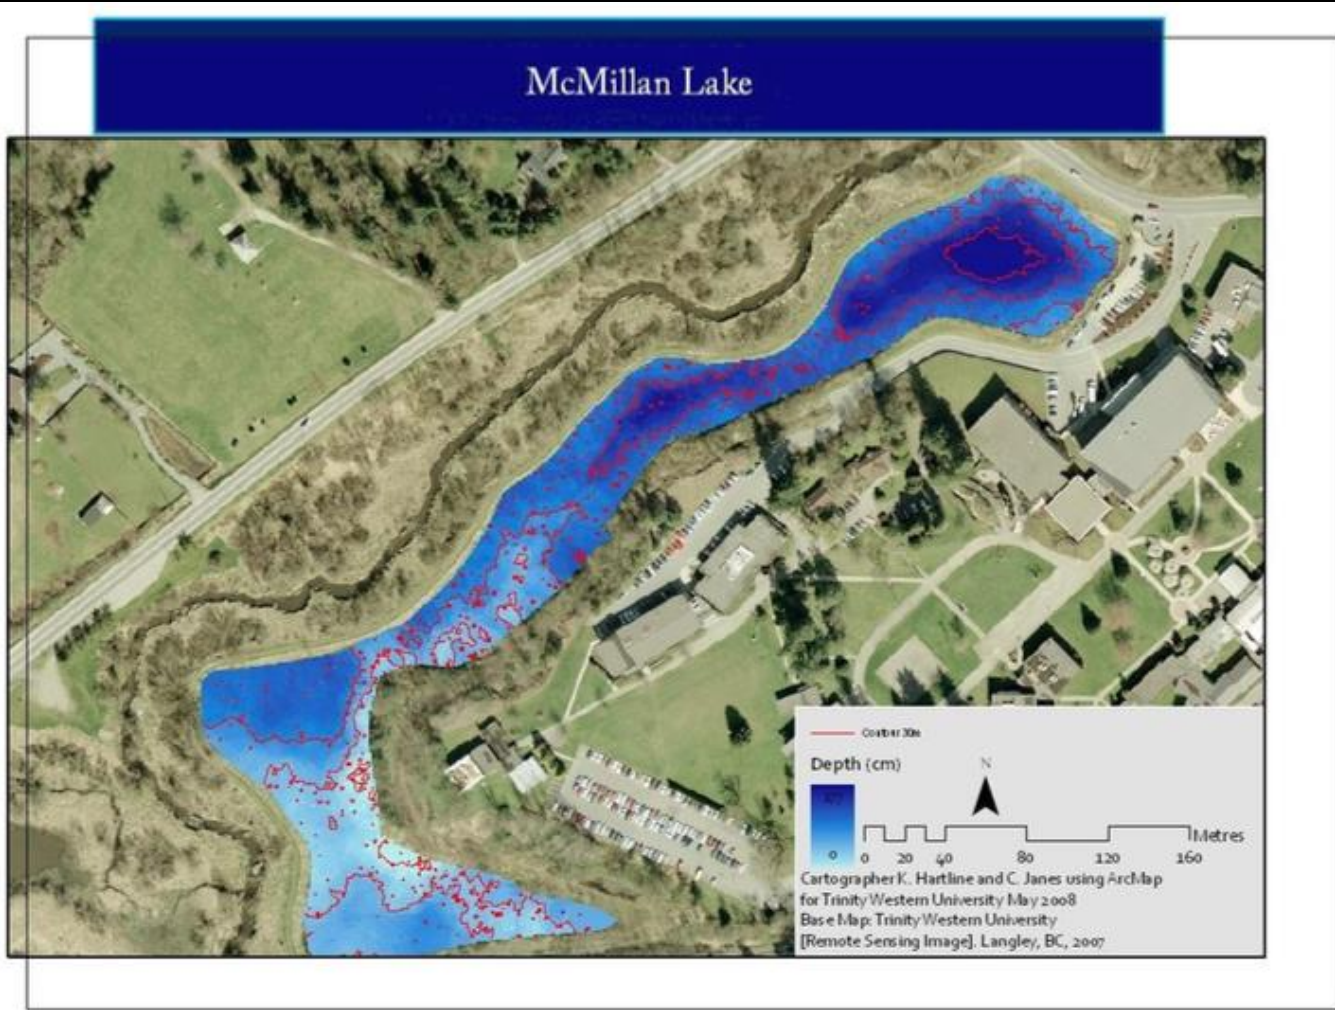 McMillan Lake
Depth (cm)
N
0
0 20 40 80 120 160
Metres
Cartographer K. Hartline and C. Janes using ArcMap
for Trinity Western University May 2008
Base Map: Trinity Western University
[Remote Sensing Image]. Langley, BC, 2007